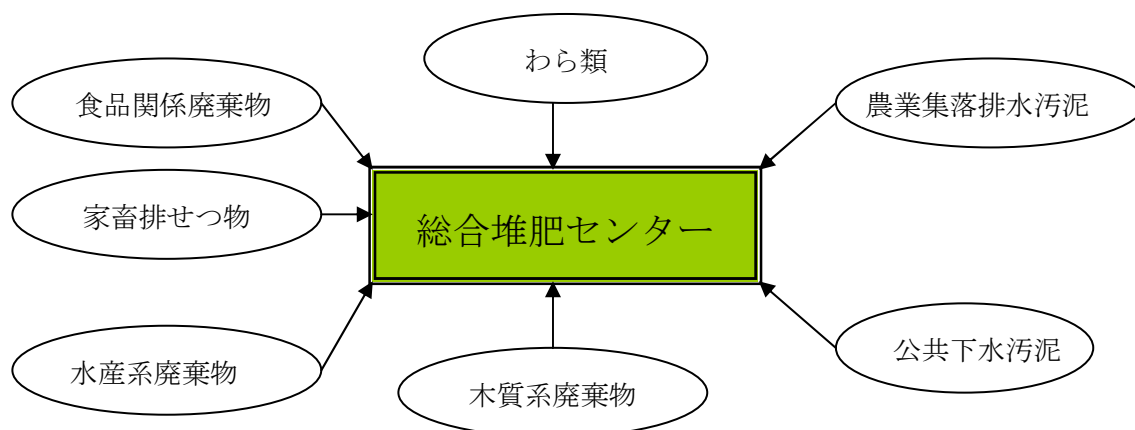 わら類
食品関係廃棄物
農業集落排水汚泥
家畜排せつ物
総合堆肥センター
水産系廃棄物
木質系廃棄物
公共下水汚泥